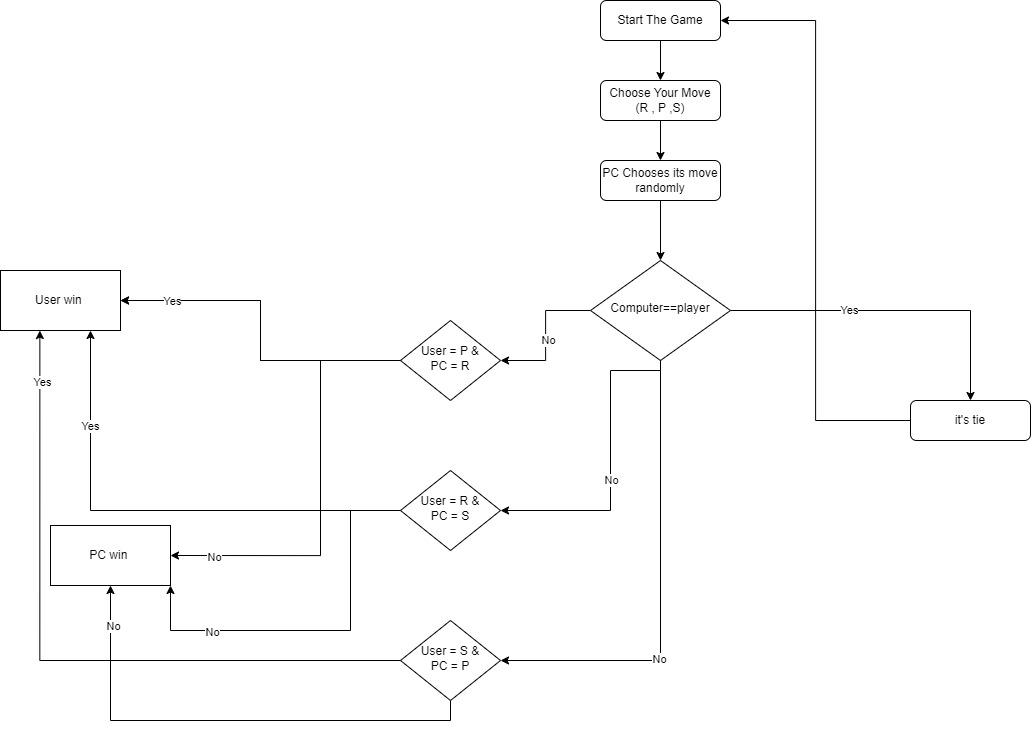 Start The Game
Choose Your Move
(R , P ,S)
PC Chooses its move
randomly
Computer==player
User win
Yes
Yes
No
User = P &
PC = R
Yes
it's tie
Yes
User = R &
PC = S
No
PC win
No
No
No
User = S &
PC = P
No